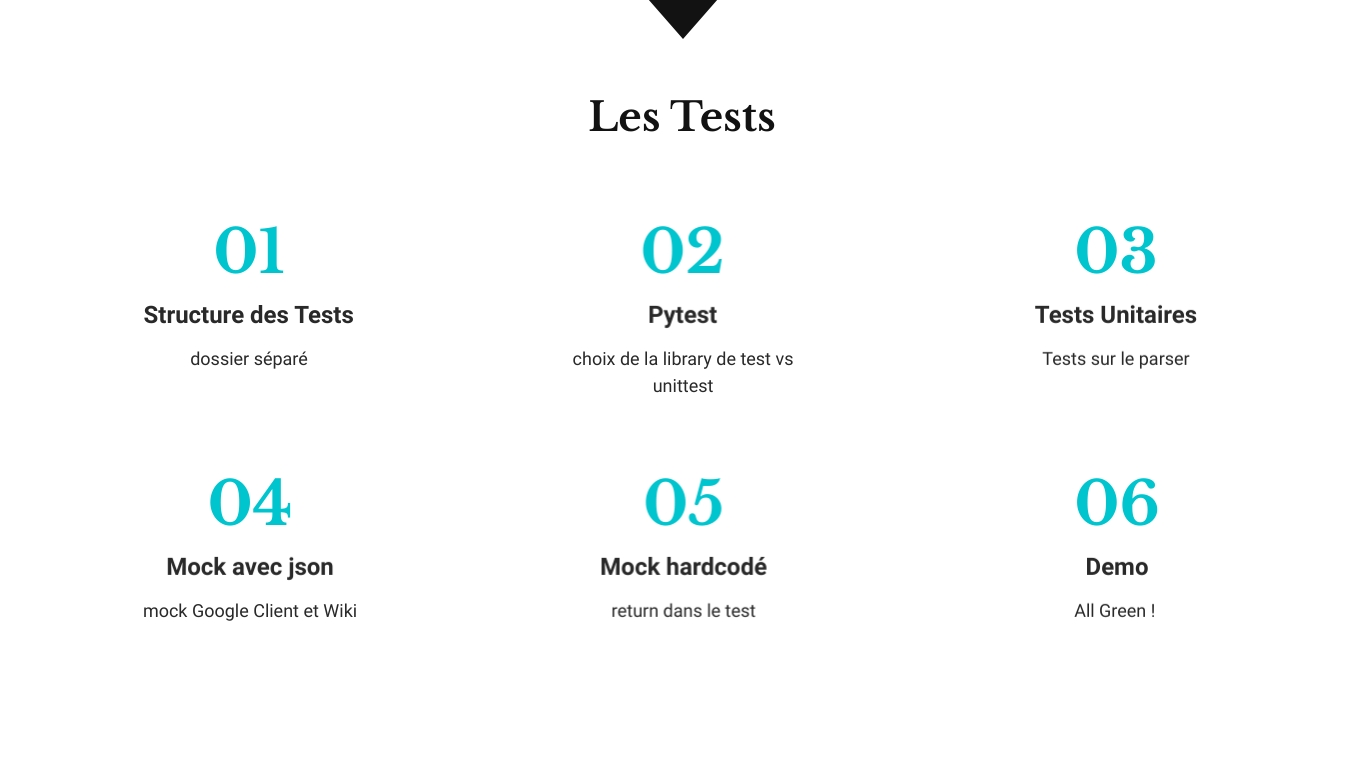 Les Tests
01
Structure des Tests
dossier séparé
02
Pytest
choix de la library de test vs
unittest
03
Tests Unitaires
Tests sur le parser
04
Mock avec json
mock Google Client et Wiki
05
Mock hardcodé
return dans le test
06
Demo
All Green !